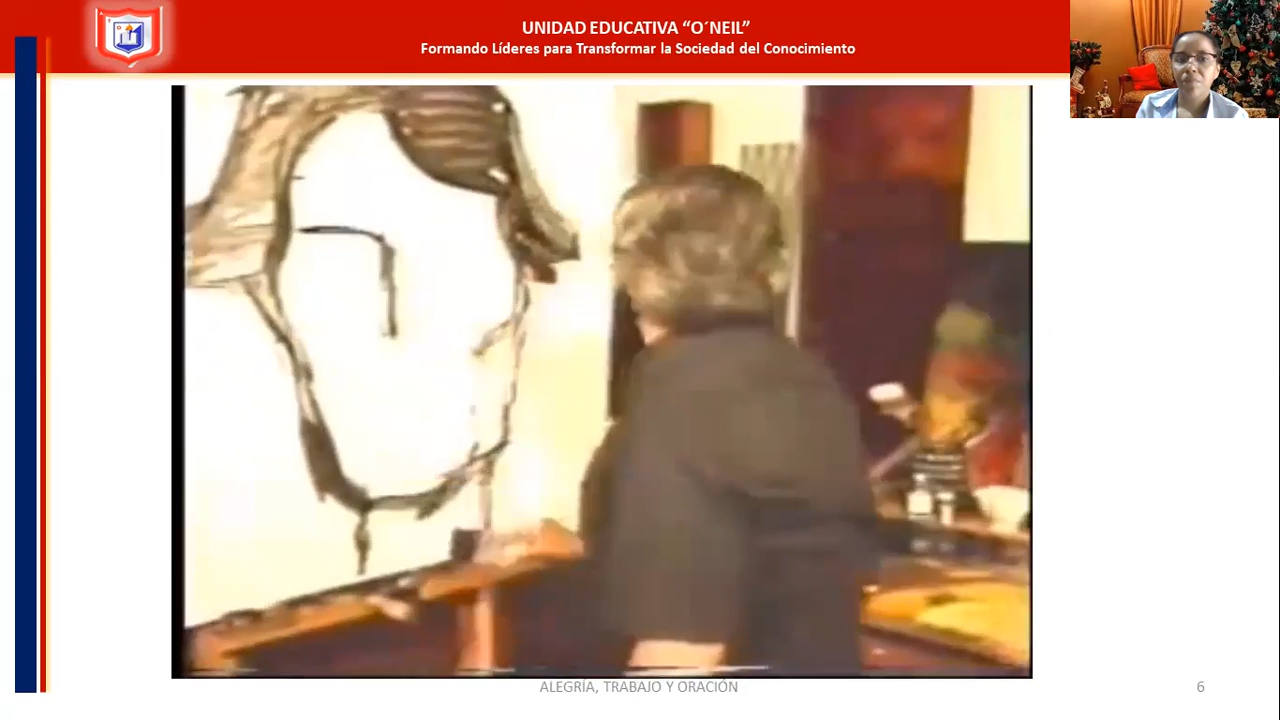 UNIDAD EDUCATIVA “O´NEIL”
Formando Líderes para Transformar la Sociedad del Conocimiento
ALEGRÍA, TRABAJO Y ORACIÓN
6